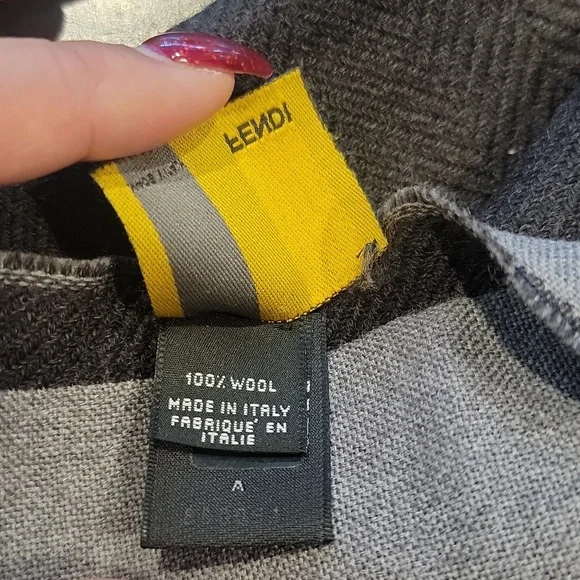 FENDI
100% WOOL
MADE IN ITALY
FABRIQUE' EN
ITALIE
A